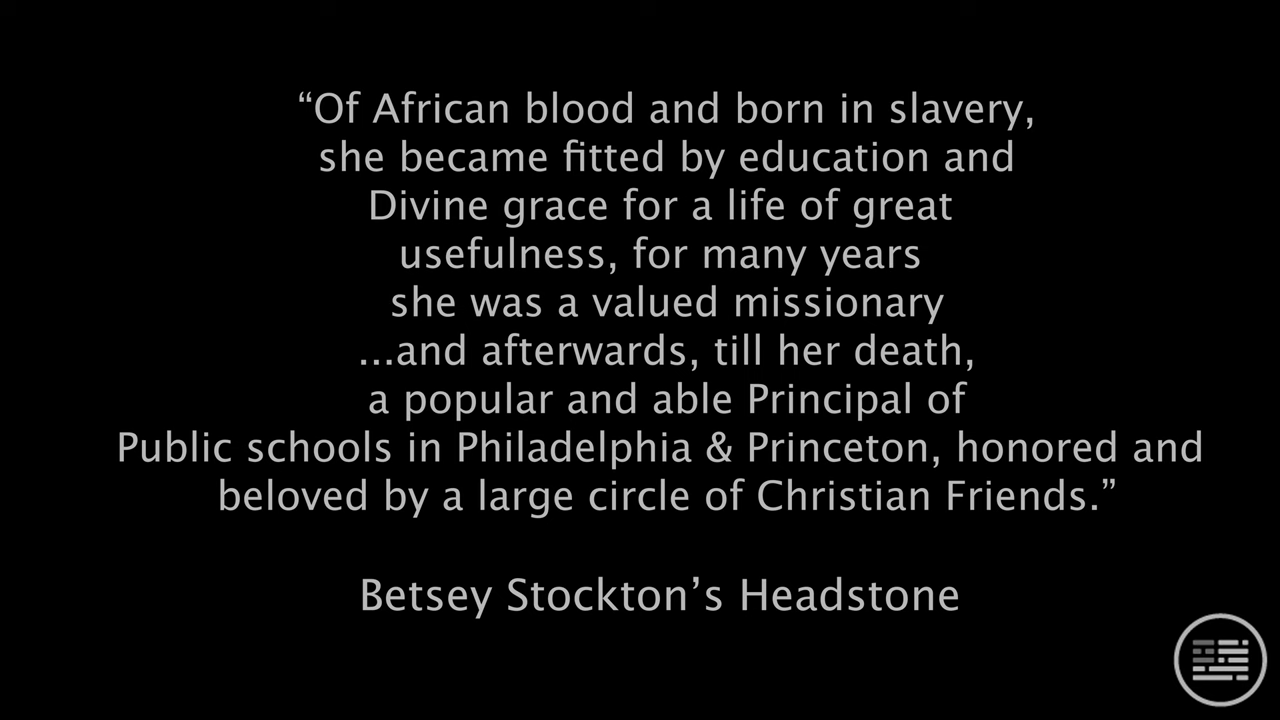 “Of African blood and born in slavery,
she became fitted by education and
Divine grace for a life of great
usefulness, for many years
she was a valued missionary
...and afterwards, till her death,
a popular and able Principal of
Public schools in Philadelphia & Princeton, honored and
beloved by a large circle of Christian Friends.”
Betsey Stockton’s Headstone